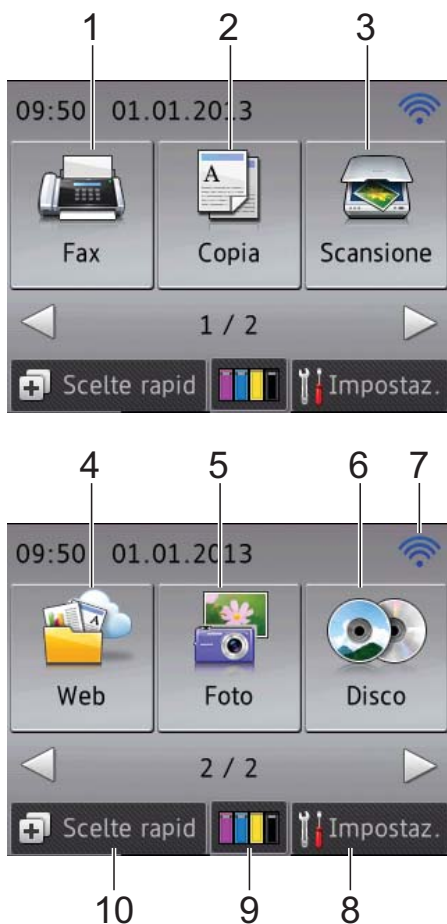 1 2 3
09:50 01.01.2013
Fax Copia Scansione
1 / 2
Scelte rapid Impostaz.
4 5 6 7
09:50 01.01.2013
Web Foto Disco
2 / 2
Scelte rapid Impostaz.
10 9 8